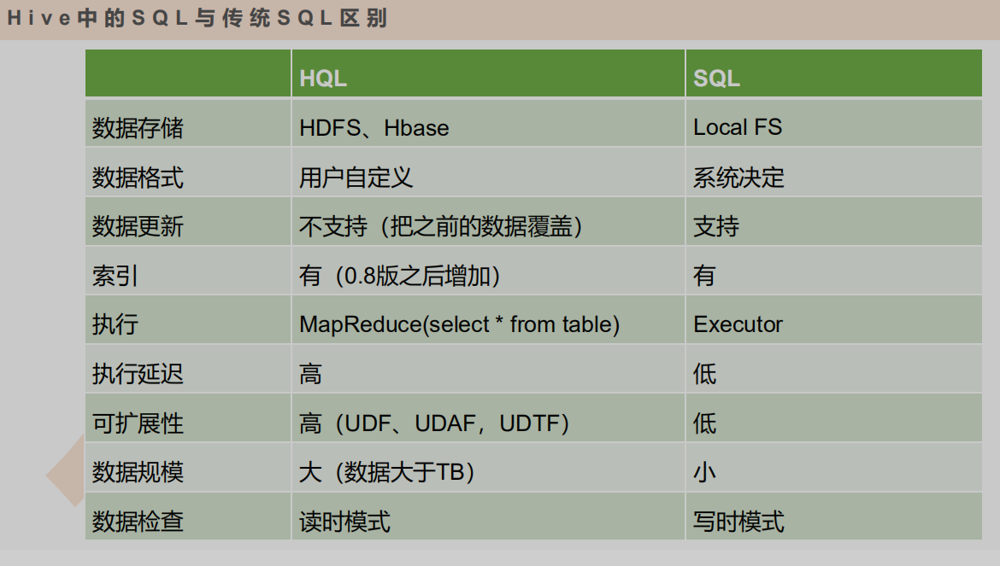 Hive中的SQL与传统SQL区别
HQL SQL
数据存储 HDFS、Hbase Local FS
数据格式 用户自定义 系统决定
数据更新 不支持（把之前的数据覆盖） 支持
索引 有（0.8版之后增加） 有
执行 MapReduce(select * from table) Executor
执行延迟 高 低
可扩展性 高（UDF、UDAF，UDTF） 低
数据规模 大（数据大于TB） 小
数据检查 读时模式 写时模式